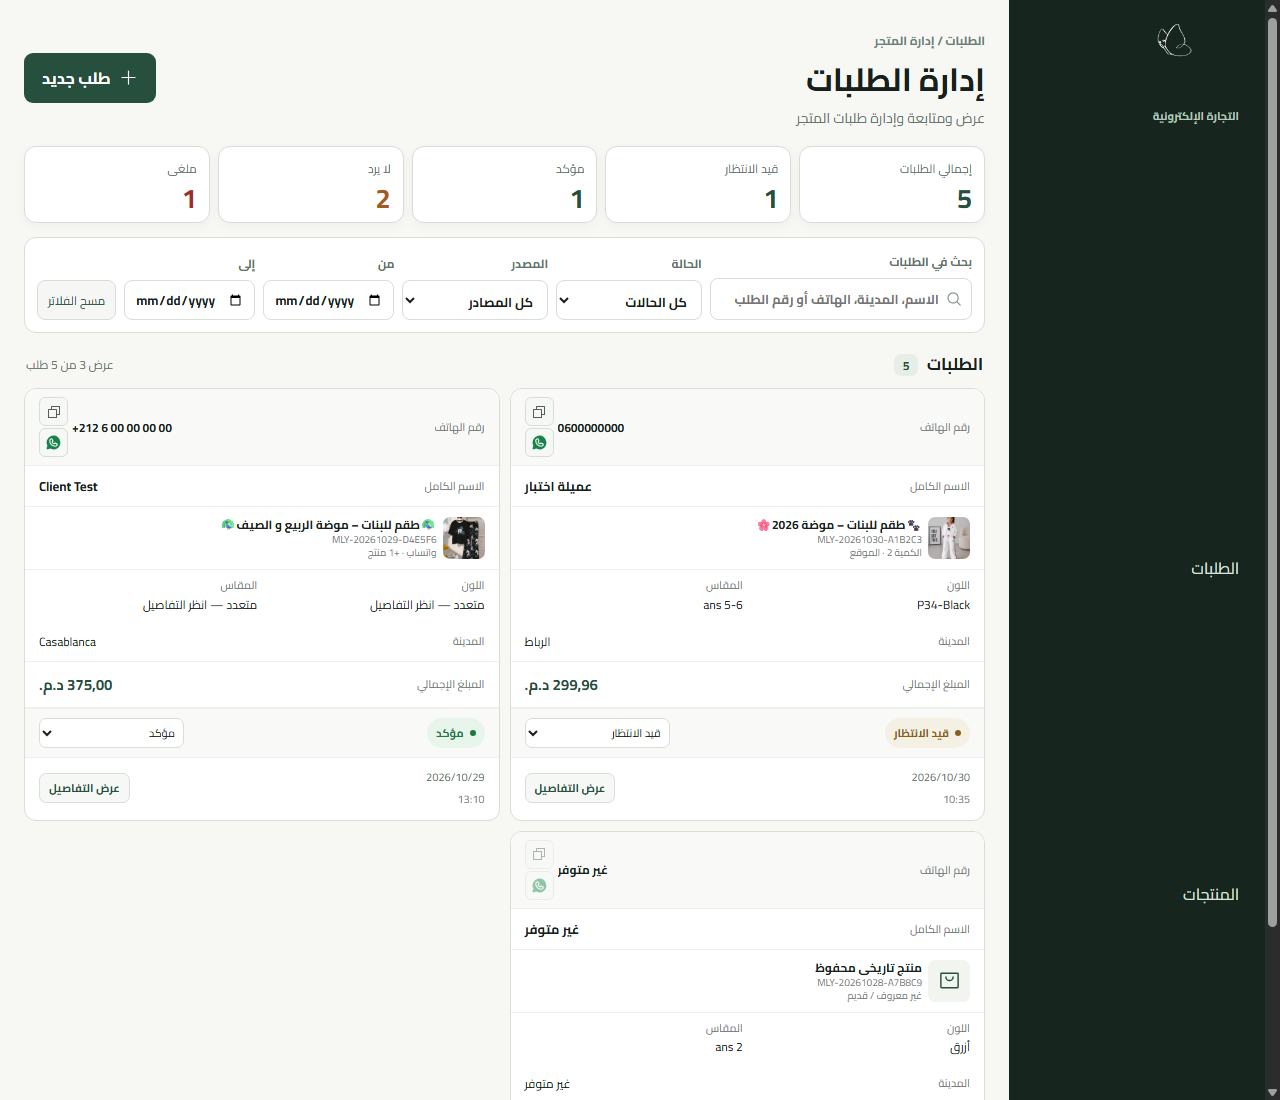 التجارة الإلكترونية
الطلبات
المنتجات
الطلبات / إدارة المتجر
إدارة الطلبات
عرض ومتابعة وإدارة طلبات المتجر
طلب جديد
إجمالي الطلبات
5
قيد الانتظار
1
مؤكد
1
لا يرد
2
ملغى
1
بحث في الطلبات
الاسم، المدينة، الهاتف أو رقم الطلب
الحالة
كل الحالات
المصدر
كل المصادر
من
mm/dd/yyyy
إلى
mm/dd/yyyy
مسح الفلاتر
الطلبات 5
عرض 3 من 5 طلب
رقم الهاتف 0600000000
الاسم الكامل عميلة اختبار
🐾 طقم للبنات – موضة 2026 🌸
MLY-20261030-A1B2C3
الكمية 2 · الموقع
اللون المقاس
P34-Black 5-6 ans
المدينة الرباط
المبلغ الإجمالي 299,96 د.م.
قيد الانتظار قيد الانتظار
2026/10/30
10:35
عرض التفاصيل
رقم الهاتف +212 6 00 00 00 00
الاسم الكامل Client Test
🦚 طقم للبنات – موضة الربيع و الصيف 🦚
MLY-20261029-D4E5F6
واتساب · +1 منتج
اللون المقاس
متعدد — انظر التفاصيل متعدد — انظر التفاصيل
المدينة Casablanca
المبلغ الإجمالي 375,00 د.م.
مؤكد مؤكد
2026/10/29
13:10
عرض التفاصيل
رقم الهاتف غير متوفر
الاسم الكامل غير متوفر
منتج تاريخي محفوظ
MLY-20261028-A7B8C9
غير معروف / قديم
اللون المقاس
أزرق 2 ans
المدينة غير متوفر